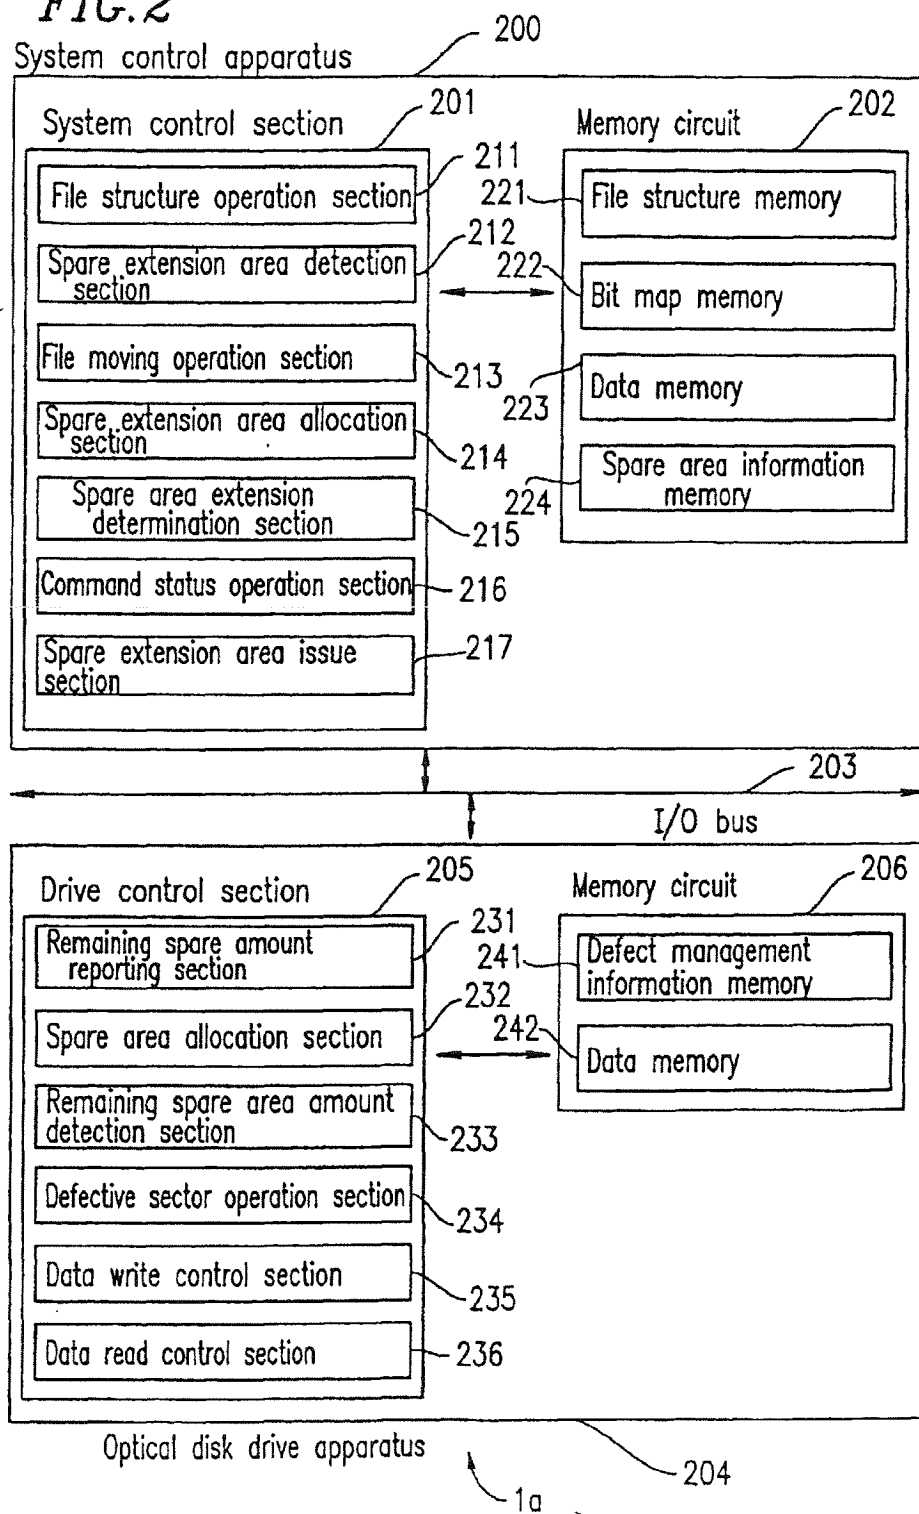 FIG.2
200
System control apparatus
201
202
System control section
Memory circuit
211
File structure operation section
221
File structure memory
212
Spare extension area detection
section
222
Bit map memory
File moving operation section
213
223
Data memory
Spare extension area allocation
section
214
Spare area information
memory
224
Spare area extension
determination section
215
Command status operation section
216
Spare extension area issue
section
217
203
I/O bus
205
206
Drive control section
Memory circuit
231
Remaining spare amount
reporting section
241
Defect management
information memory
232
Spare area allocation section
242
Data memory
Remaining spare area amount
detection section
233
Defective sector operation section
234
Data write control section
235
Data read control section
236
Optical disk drive apparatus
204
1a